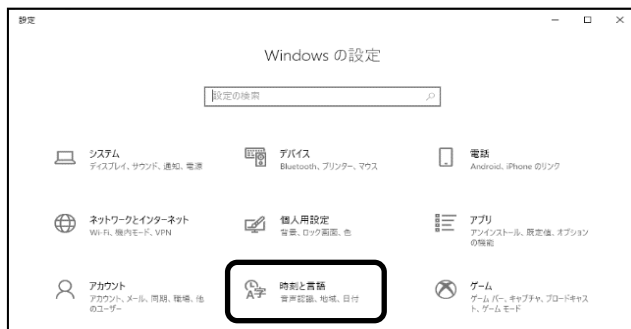 設定
Windows の設定
設定の検索
システム
ディスプレイ、サウンド、通知、電源
デバイス
Bluetooth、プリンター、マウス
電話
Android、iPhone のリンク
ネットワークとインターネット
Wi-Fi、機内モード、VPN
個人用設定
背景、ロック画面、色
アプリ
アンインストール、既定値、オプション
の機能
アカウント
アカウント、メール、同期、職場、他
のユーザー
時刻と言語
音声認識、地域、日付
ゲーム
ゲーム バー、キャプチャ、ブロードキャス
ト、ゲーム モード